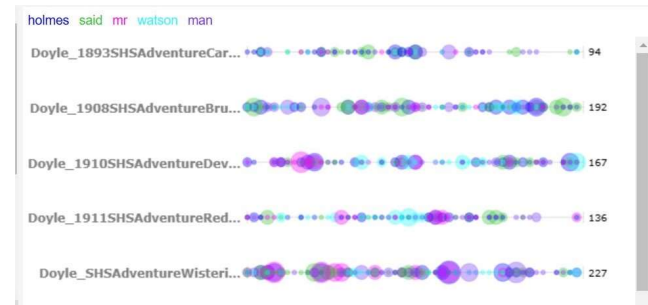 holmes said mr watson man
Doyle_1893SHSAdventureCar... 94
Doyle_1908SHSAdventureBru... 192
Doyle_1910SHSAdventureDev... 167
Doyle_1911SHSAdventureRed... 136
Doyle_SHSAdventureWisteri... 227